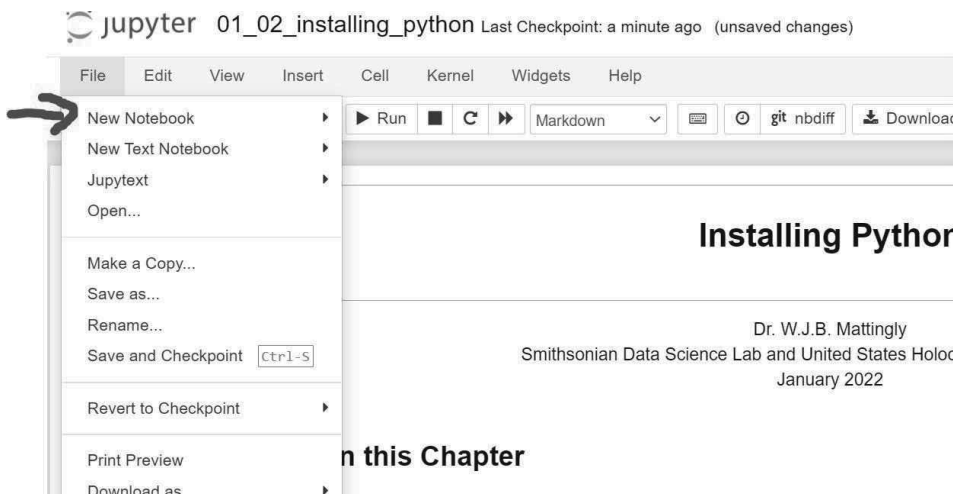 jupyter 01_02_installing_python Last Checkpoint: a minute ago (unsaved changes)
File Edit View Insert Cell Kernel Widgets Help
Run Markdown git nbdiff Download
New Notebook
New Text Notebook
Jupytext
Open...
Make a Copy...
Save as...
Rename...
Save and Checkpoint Ctrl-S
Revert to Checkpoint
Print Preview
Download as
Installing Python
Dr. W.J.B. Mattingly
Smithsonian Data Science Lab and United States Holoc
January 2022
n this Chapter